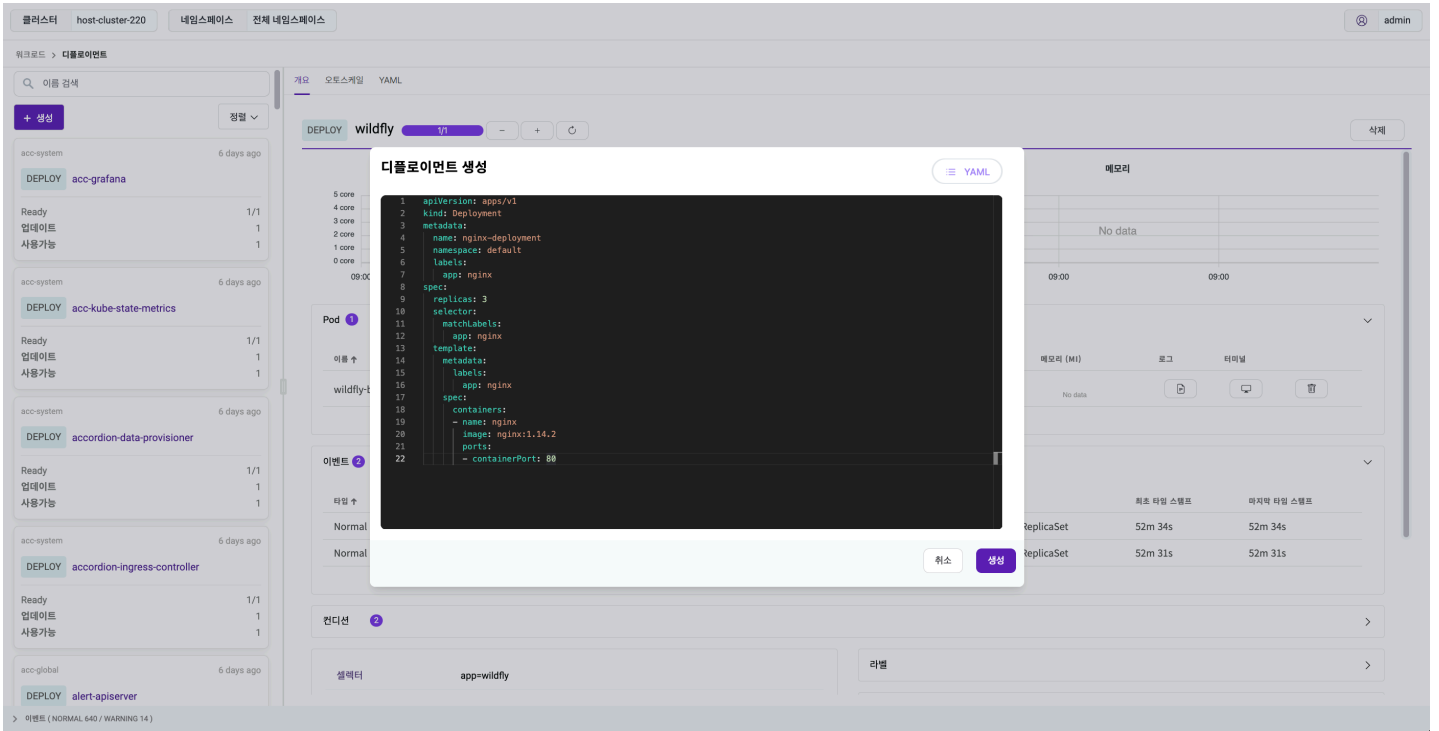 클러스터 host-cluster-220 네임스페이스 전체 네임스페이스 admin
워크로드 > 디플로이먼트
이름 검색
개요 오토스케일 YAML
+ 생성 정렬
DEPLOY wildfly 1/1 - + 삭제
acc-system 6 days ago
DEPLOY acc-grafana
Ready 1/1
업데이트 1
사용가능 1
acc-system 6 days ago
DEPLOY acc-kube-state-metrics
Ready 1/1
업데이트 1
사용가능 1
acc-system 6 days ago
DEPLOY accordion-data-provisioner
Ready 1/1
업데이트 1
사용가능 1
acc-system 6 days ago
DEPLOY accordion-ingress-controller
Ready 1/1
업데이트 1
사용가능 1
acc-global 6 days ago
DEPLOY alert-apiserver
메모리
5 core
4 core
3 core
2 core
1 core
0 core
09:00
No data
09:00 09:00
디플로이먼트 생성 YAML
1 apiVersion: apps/v1
2 kind: Deployment
3 metadata:
4 name: nginx-deployment
5 namespace: default
6 labels:
7 app: nginx
8 spec:
9 replicas: 3
10 selector:
11 matchLabels:
12 app: nginx
13 template:
14 metadata:
15 labels:
16 app: nginx
17 spec:
18 containers:
19 - name: nginx
20 image: nginx:1.14.2
21 ports:
22 - containerPort: 80
취소 생성
Pod 1
이름 메모리 (MI) 로그 터미널
No data
이벤트 2
타입 최초 타임 스탬프 마지막 타임 스탬프
Normal ReplicaSet 52m 34s 52m 34s
Normal ReplicaSet 52m 31s 52m 31s
컨디션 2
셀렉터 app=wildfly
라벨
> 이벤트 ( NORMAL 640 / WARNING 14 )